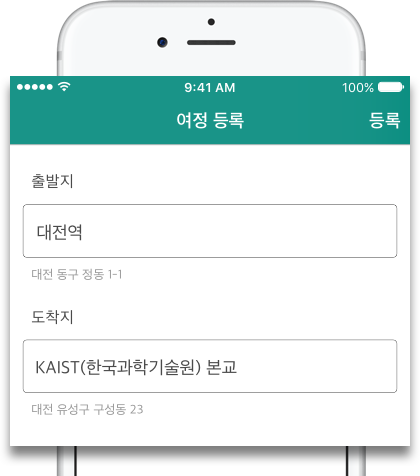 9:41 AM 100%
여정 등록 등록
출발지
대전역
대전 동구 정동 1-1
도착지
KAIST(한국과학기술원) 본교
대전 유성구 구성동 23